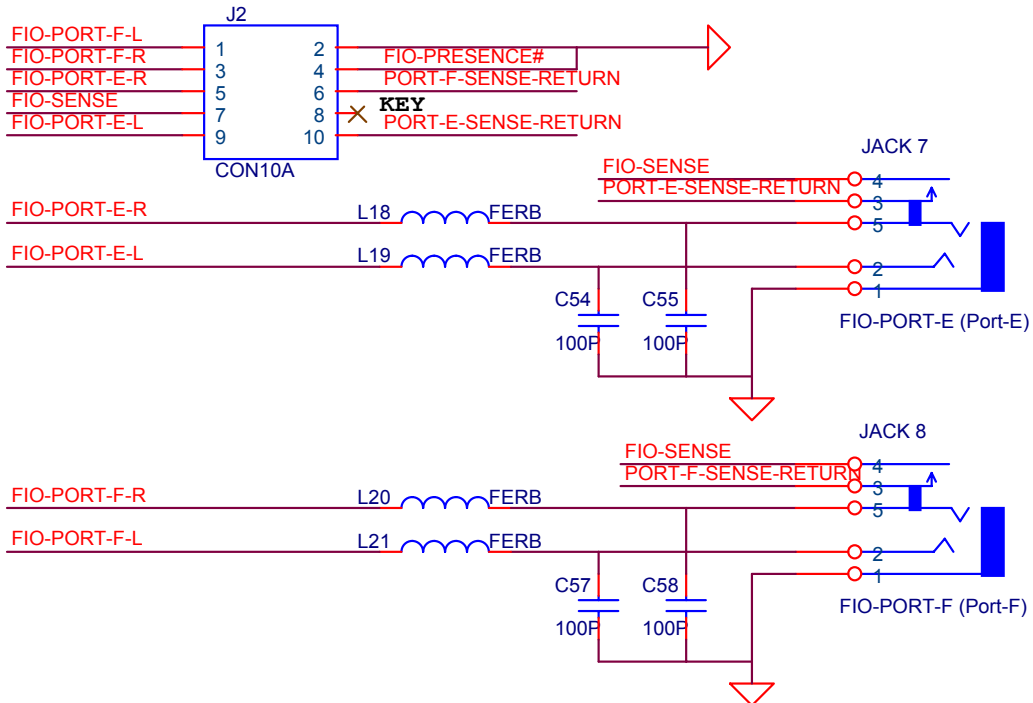 J2
FIO-PORT-F-L
1
2
FIO-PORT-F-R
3
4
FIO-PRESENCE#
FIO-PORT-E-R
5
6
PORT-F-SENSE-RETURN
FIO-SENSE
7
8
KEY
FIO-PORT-E-L
9
10
PORT-E-SENSE-RETURN
CON10A
JACK 7
FIO-SENSE
4
PORT-E-SENSE-RETURN
3
FIO-PORT-E-R
L18
FERB
5
FIO-PORT-E-L
L19
FERB
2
1
C54
C55
FIO-PORT-E (Port-E)
100P
100P
JACK 8
FIO-SENSE
4
PORT-F-SENSE-RETURN
3
FIO-PORT-F-R
L20
FERB
5
FIO-PORT-F-L
L21
FERB
2
1
C57
C58
FIO-PORT-F (Port-F)
100P
100P